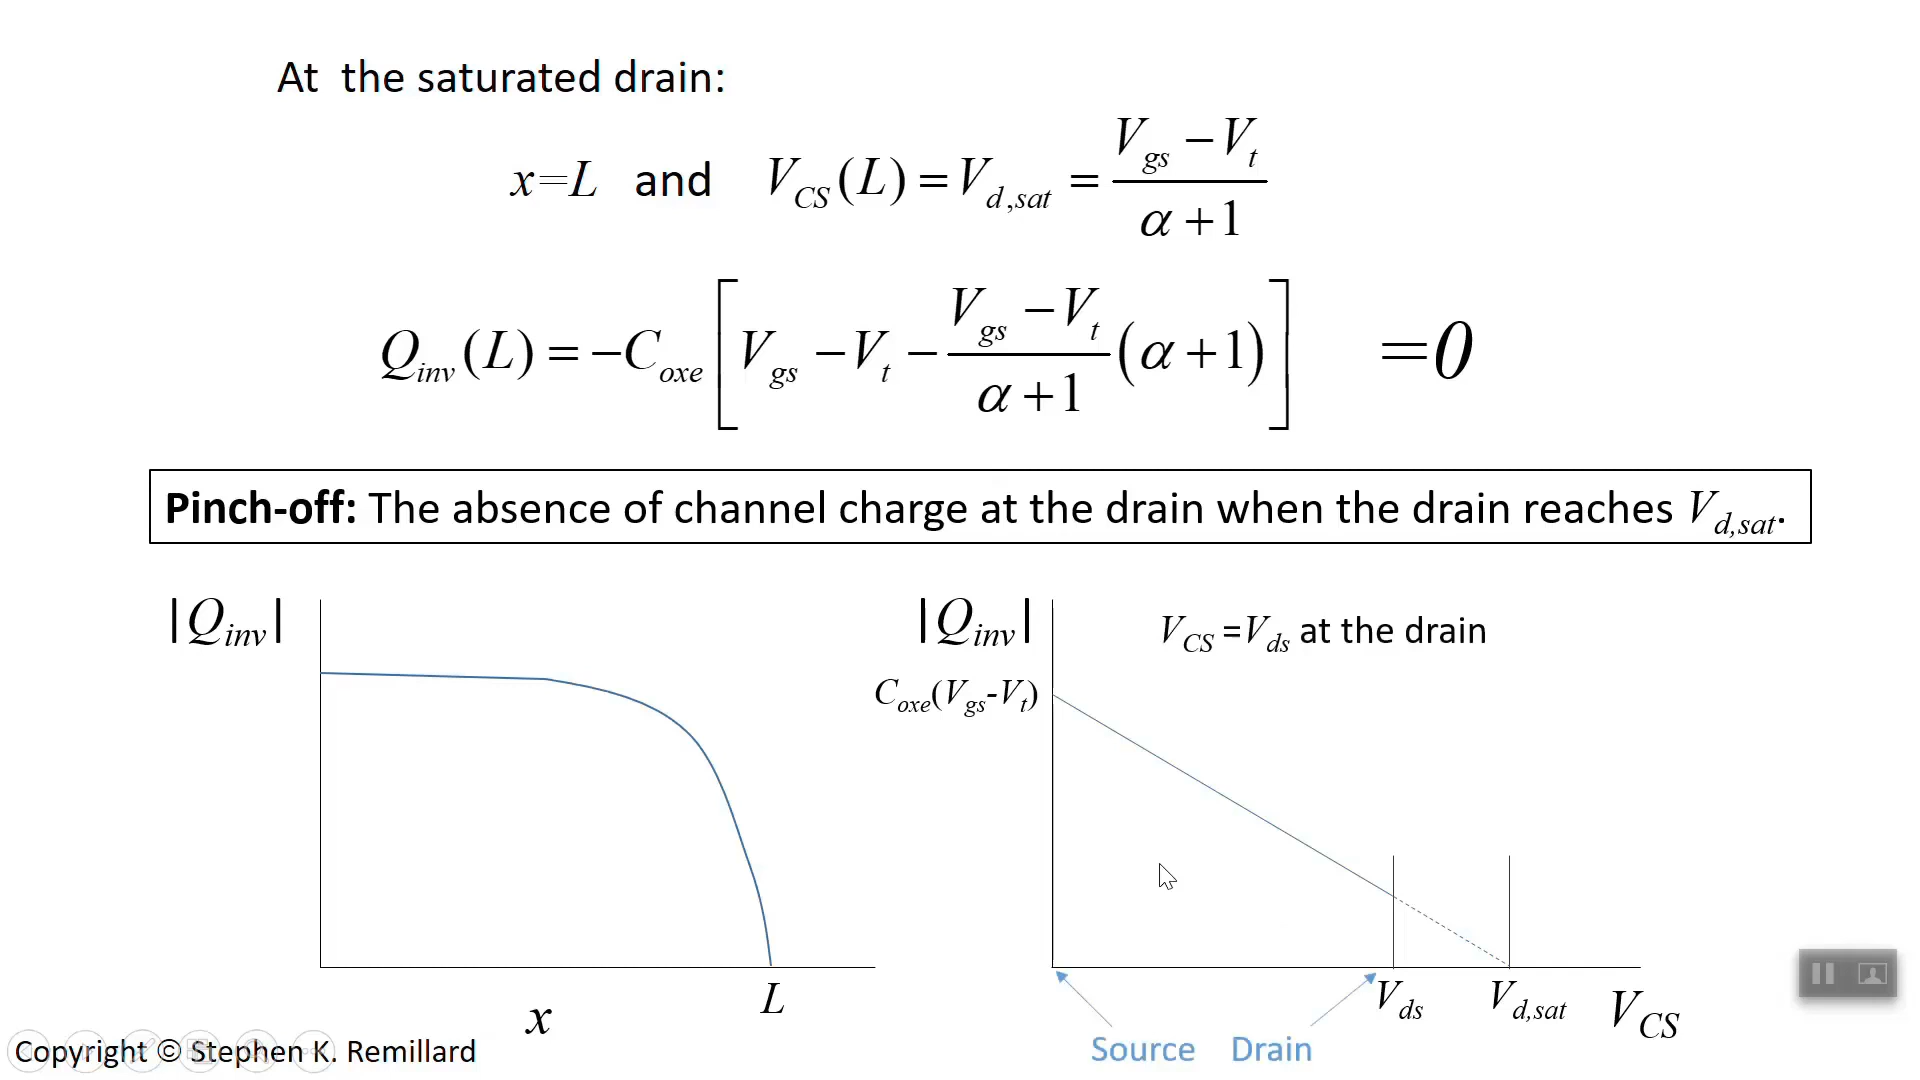 At the saturated drain:
x=L and V_CS(L) = V_d,sat = (V_gs − V_t)/(α + 1)
Q_inv(L) = −C_oxe[V_gs − V_t − (V_gs − V_t)/(α + 1) (α + 1)] =0
Pinch-off: The absence of channel charge at the drain when the drain reaches V_d,sat.
|Q_inv|
x
L
|Q_inv|
V_CS =V_ds at the drain
C_oxe(V_gs-V_t)
V_ds
V_d,sat
V_CS
Source
Drain
Copyright © Stephen K. Remillard